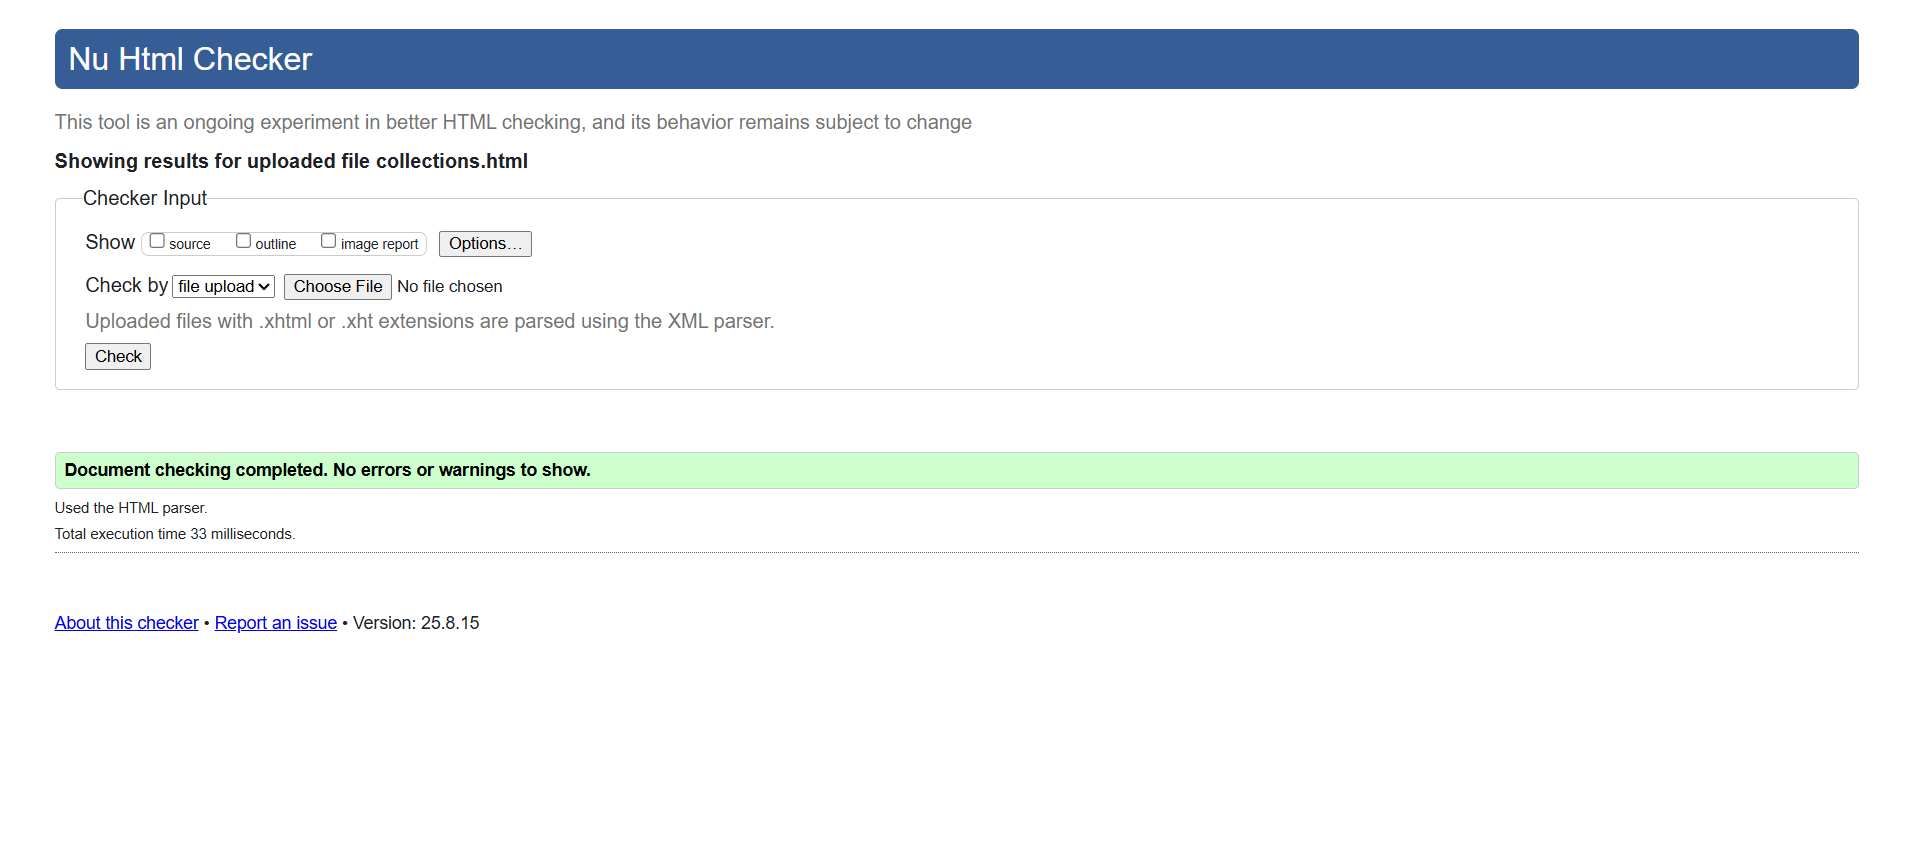 Nu Html Checker
This tool is an ongoing experiment in better HTML checking, and its behavior remains subject to change
Showing results for uploaded file collections.html
Checker Input
Show source outline image report Options...
Check by file upload Choose File No file chosen
Uploaded files with .xhtml or .xht extensions are parsed using the XML parser.
Check
Document checking completed. No errors or warnings to show.
Used the HTML parser.
Total execution time 33 milliseconds.
About this checker • Report an issue • Version: 25.8.15